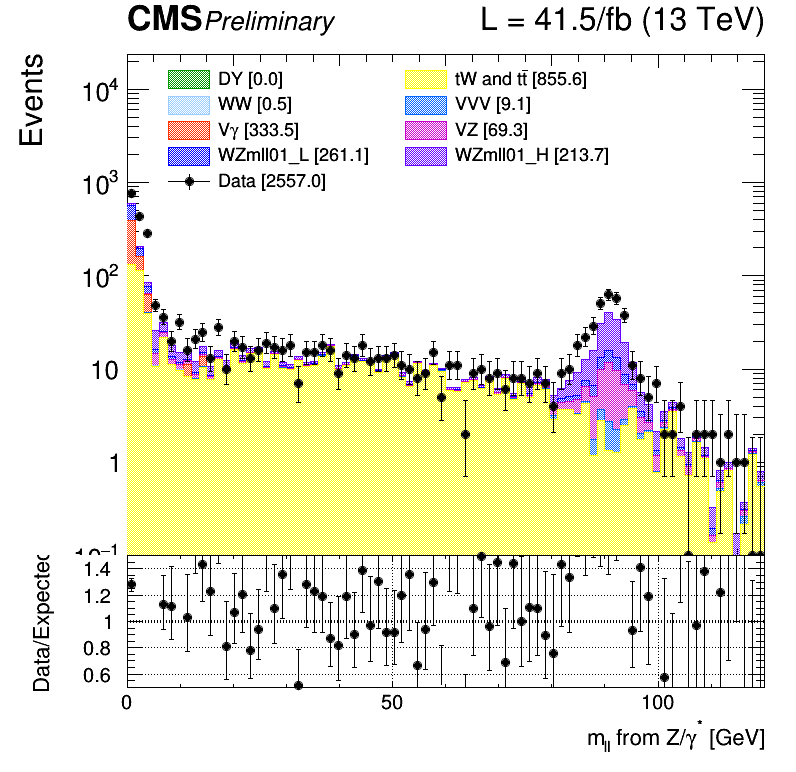 CMS Preliminary L = 41.5/fb (13 TeV)
Events
DY [0.0] tW and tt̄ [855.6]
WW [0.5] VVV [9.1]
Vγ [333.5] VZ [69.3]
WZmll01_L [261.1] WZmll01_H [213.7]
Data [2557.0]
10⁴
10³
10²
10
1
10⁻¹
Data/Expected
1.4
1.2
1
0.8
0.6
0 50 100
m_ll from Z/γ* [GeV]